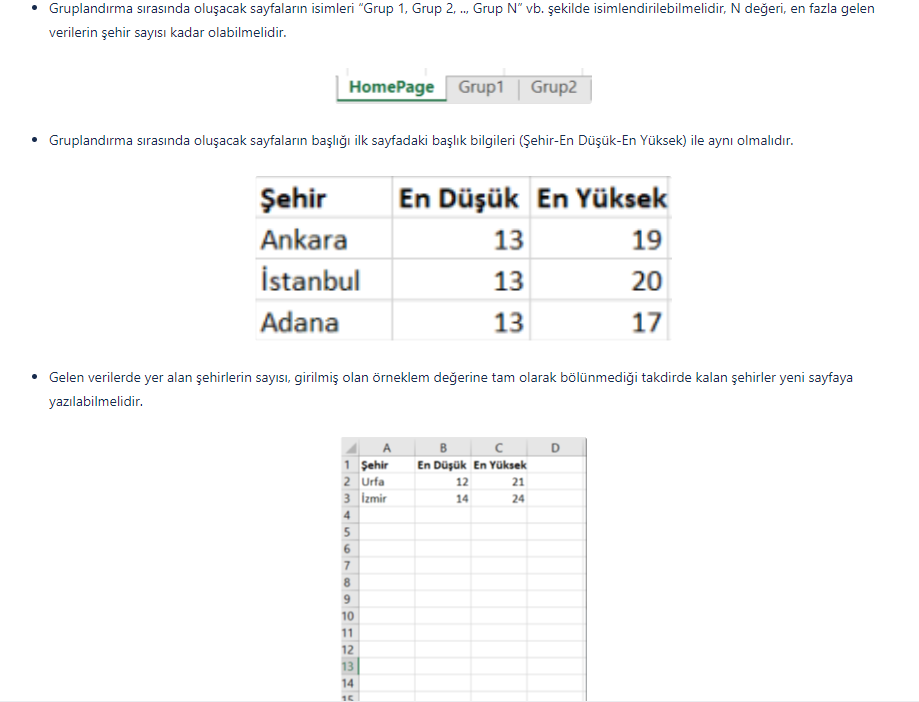 • Gruplandırma sırasında oluşacak sayfaların isimleri "Grup 1, Grup 2, .., Grup N" vb. şekilde isimlendirilebilmelidir, N değeri, en fazla gelen
verilerin şehir sayısı kadar olabilmelidir.
HomePage Grup1 Grup2
• Gruplandırma sırasında oluşacak sayfaların başlığı ilk sayfadaki başlık bilgileri (Şehir-En Düşük-En Yüksek) ile aynı olmalıdır.
Şehir En Düşük En Yüksek
Ankara 13 19
İstanbul 13 20
Adana 13 17
• Gelen verilerde yer alan şehirlerin sayısı, girilmiş olan örneklem değerine tam olarak bölünmediği takdirde kalan şehirler yeni sayfaya
yazılabilmelidir.
A B C D
1 Şehir En Düşük En Yüksek
2 Urfa 12 21
3 İzmir 14 24
4
5
6
7
8
9
10
11
12
13
14
15